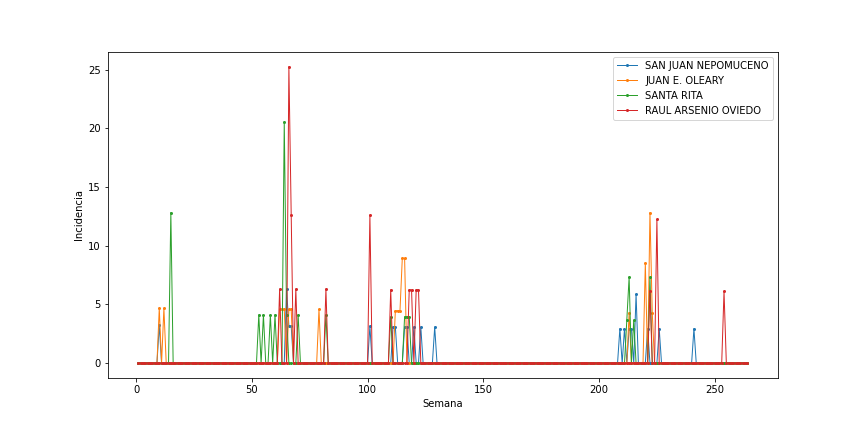 SAN JUAN NEPOMUCENO
JUAN E. OLEARY
SANTA RITA
RAUL ARSENIO OVIEDO
25
20
15
10
5
0
Incidencia
0 50 100 150 200 250
Semana